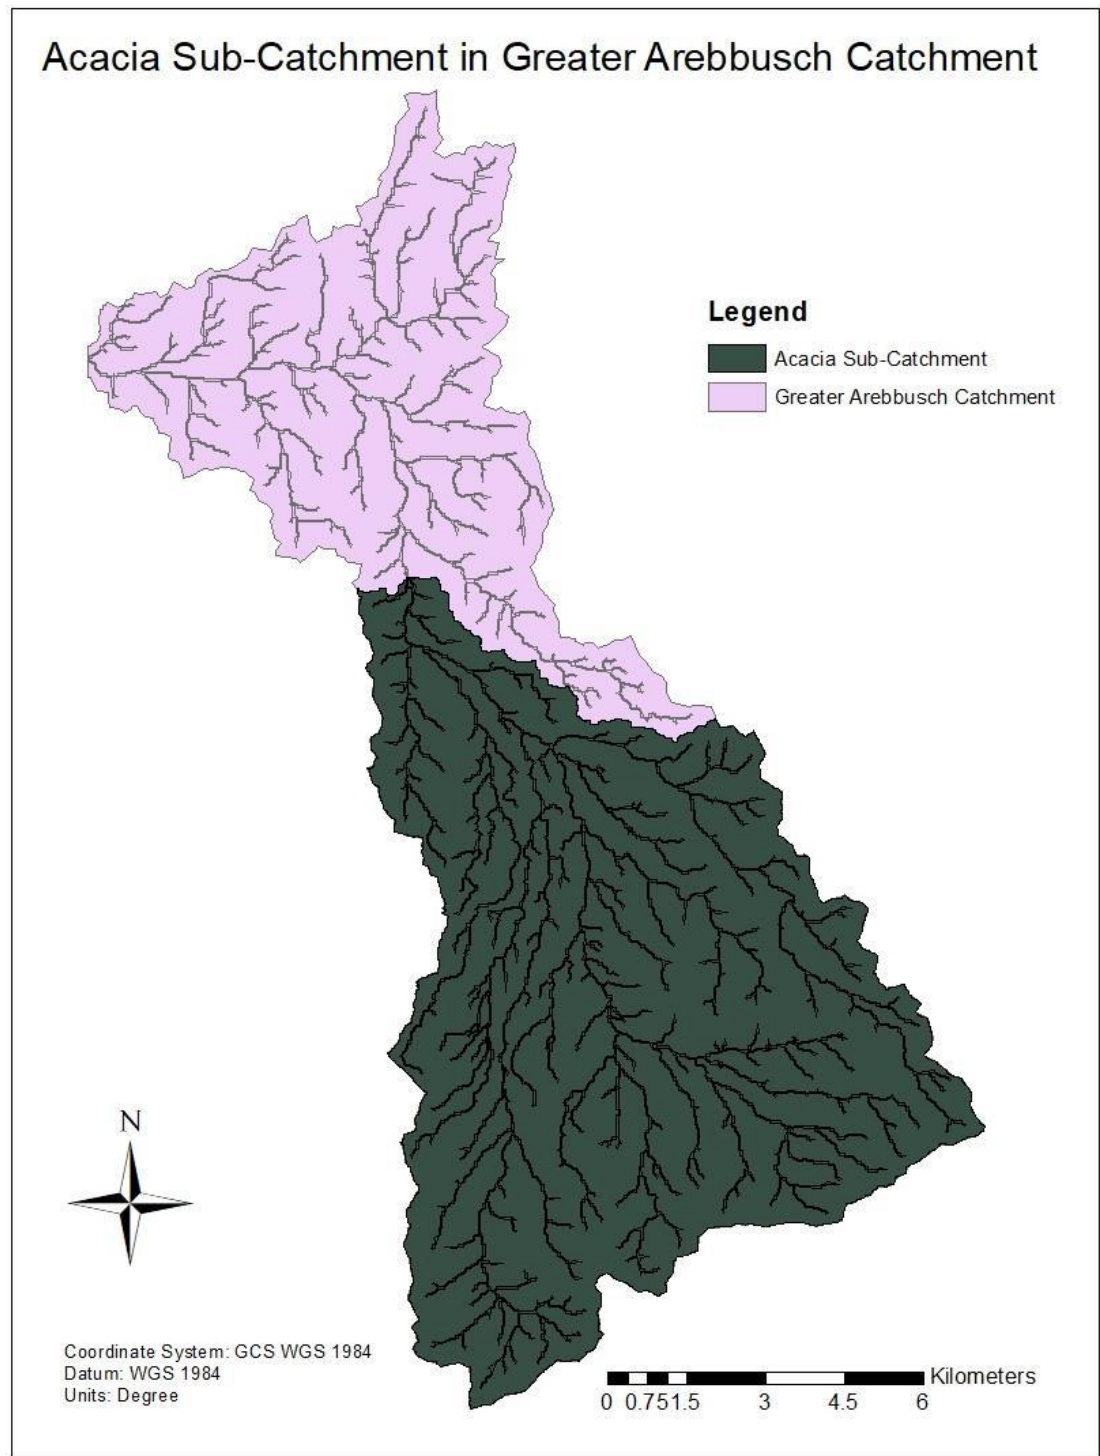 Acacia Sub-Catchment in Greater Arebbusch Catchment
Legend
Acacia Sub-Catchment
Greater Arebbusch Catchment
N
Coordinate System: GCS WGS 1984
Datum: WGS 1984
Units: Degree
Kilometers
0 0.751.5 3 4.5 6